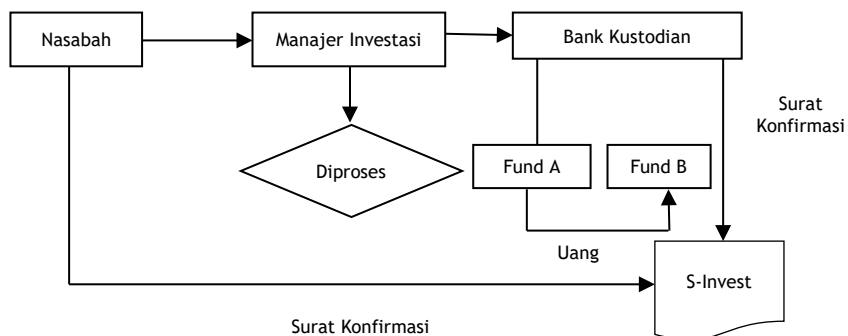 Nasabah
Manajer Investasi
Bank Kustodian
Surat
Konfirmasi
Diproses
Fund A
Fund B
Uang
S-Invest
Surat Konfirmasi